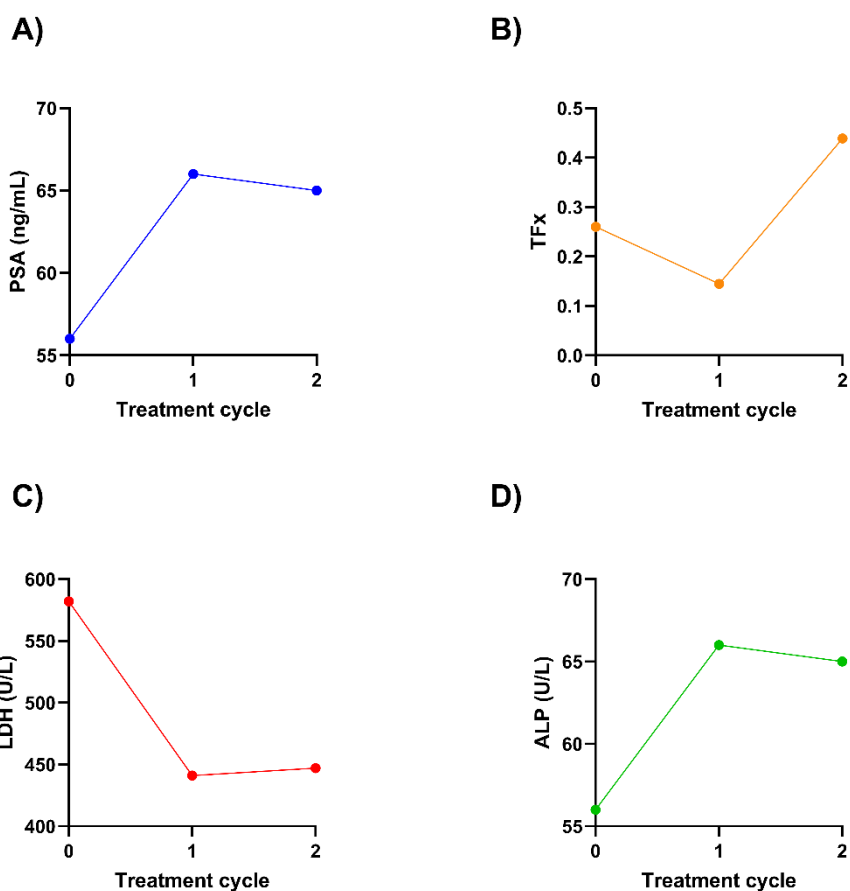 A)
PSA (ng/mL)
70
65
60
55
0 1 2
Treatment cycle
B)
TFx
0.5
0.4
0.3
0.2
0.1
0.0
0 1 2
Treatment cycle
C)
LDH (U/L)
600
550
500
450
400
0 1 2
Treatment cycle
D)
ALP (U/L)
70
65
60
55
0 1 2
Treatment cycle